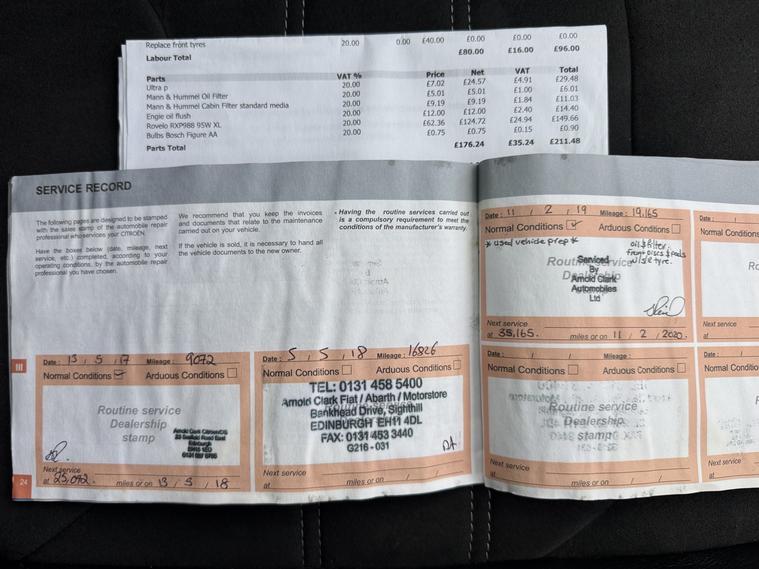 Replace front tyres 20.00 0.00 £40.00 £0.00 £0.00 £0.00
Labour Total £80.00 £16.00 £96.00
Parts VAT % Price Net VAT Total
Ultra p 20.00 £7.02 £24.57 £4.91 £29.48
Mann & Hummel Oil Filter 20.00 £5.01 £5.01 £1.00 £6.01
Mann & Hummel Cabin Filter standard media 20.00 £9.19 £9.19 £1.84 £11.03
Engie oil flush 20.00 £12.00 £12.00 £2.40 £14.40
Rovelo RXP988 95W XL 20.00 £62.36 £124.72 £24.94 £149.66
Bulbs Bosch Figure AA 20.00 £0.75 £0.75 £0.15 £0.90
Parts Total £176.24 £35.24 £211.48
SERVICE RECORD
The following pages are designed to be stamped
with the sales stamp of the automobile repair
professional who services your CITROËN.
Have the boxes below (date, mileage, next
service, etc.) completed, according to your
operating conditions, by the automobile repair
professional you have chosen.
We recommend that you keep the invoices
and documents that relate to the maintenance
carried out on your vehicle.
If the vehicle is sold, it is necessary to hand all
the vehicle documents to the new owner.
- Having the routine services carried out
is a compulsory requirement to meet the
conditions of the manufacturer's warranty.
Date: 13 / 5 / 17 Mileage: 9072
Normal Conditions Arduous Conditions
Routine service
Dealership
stamp
Arnold Clark Citroen/DS
Edinburgh
Next service
at 25,072. miles or on 13 / 5 / 18
24
Date: 5 / 5 / 18 Mileage: 16826
Normal Conditions Arduous Conditions
TEL: 0131 458 5400
Arnold Clark Fiat / Abarth / Motorstore
Bankhead Drive, Sighthill
EDINBURGH EH11 4DL
FAX: 0131 453 3440
G216 - 031
Next service
at miles or on / /
Date: 11 / 2 / 19 Mileage: 19,165
Normal Conditions Arduous Conditions
* Used vehicle prep *
oil & filter.
front discs & pads
Routine service
Dealership
Serviced
By
Arnold Clark
Automobiles
Ltd
Next service
at 35,165. miles or on 11 / 2 / 2020.
Date: / / Mileage:
Normal Conditions Arduous Conditions
Routine service
Dealership
stamp
Next service
at miles or on / /
Date: /
Normal Conditi
Next service
at
Date: /
Normal Condit
Next service
at